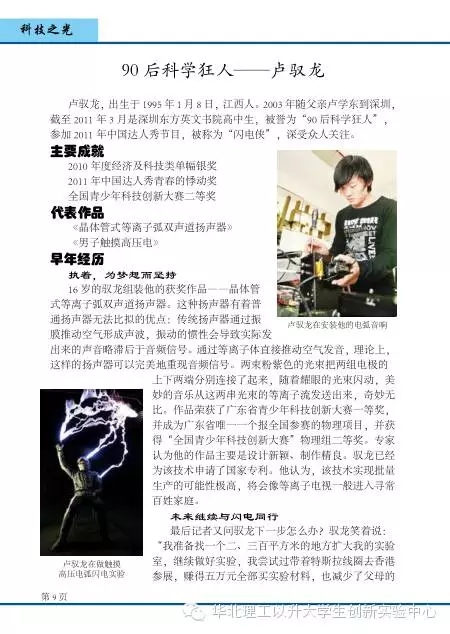 科技之光
90 后科学狂人——卢驭龙
卢驭龙，出生于 1995 年 1 月 8 日，江西人。2003 年随父亲卢学东到深圳，
截至 2011 年 3 月是深圳东方英文书院高中生，被誉为“90 后科学狂人”，
参加 2011 年中国达人秀节目，被称为“闪电侠”，深受众人关注。
主要成就
2010 年度经济及科技类单幅银奖
2011 年中国达人秀青春的悸动奖
全国青少年科技创新大赛二等奖
代表作品
《晶体管式等离子弧双声道扬声器》
《男子触摸高压电》
早年经历
执着，为梦想而坚持
16 岁的驭龙组装他的获奖作品——晶体管
式等离子弧双声道扬声器。这种扬声器有着普
通扬声器无法比拟的优点：传统扬声器通过振
膜推动空气形成声波，振动的惯性会导致实际发
出来的声音略滞后于音频信号。通过等离子体直接推动空气发音，理论上，
这样的扬声器可以完美地重现音频信号。两束粉紫色的光束把两组电极的
上下两端分别连接了起来，随着耀眼的光束闪动，美
妙的音乐从这两串光束的等离子流发送出来，奇妙无
比。作品荣获了广东省青少年科技创新大赛一等奖，
并成为广东省唯一一个报全国参赛的物理项目，并获
得“全国青少年科技创新大赛”物理组二等奖。专家
认为他的作品主要是设计新颖、制作精良。驭龙已经
为该技术申请了国家专利。他认为，该技术实现批量
生产的可能性极高，将会像等离子电视一般进入寻常
百姓家庭。
未来继续与闪电同行
最后记者又问驭龙下一步怎么办？驭龙笑着说：
“我准备找一个二、三百平方米的地方扩大我的实验
室，继续做好实验，我尝试过带着特斯拉线圈去香港
参展，赚得五万元全部买实验材料，也减少了父母的
卢驭龙在安装他的电弧音响
卢驭龙在做触摸
高压电弧闪电实验
第 9 页
华北理工以升大学生创新实验中心